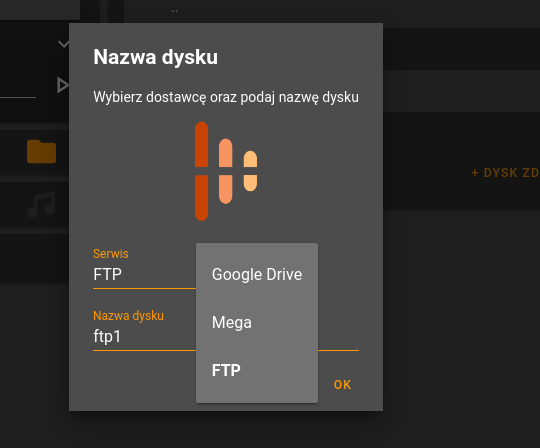 ..
Nazwa dysku
Wybierz dostawcę oraz podaj nazwę dysku
+ DYSK ZD
Serwis
FTP
Google Drive
Mega
FTP
Nazwa dysku
ftp1
OK